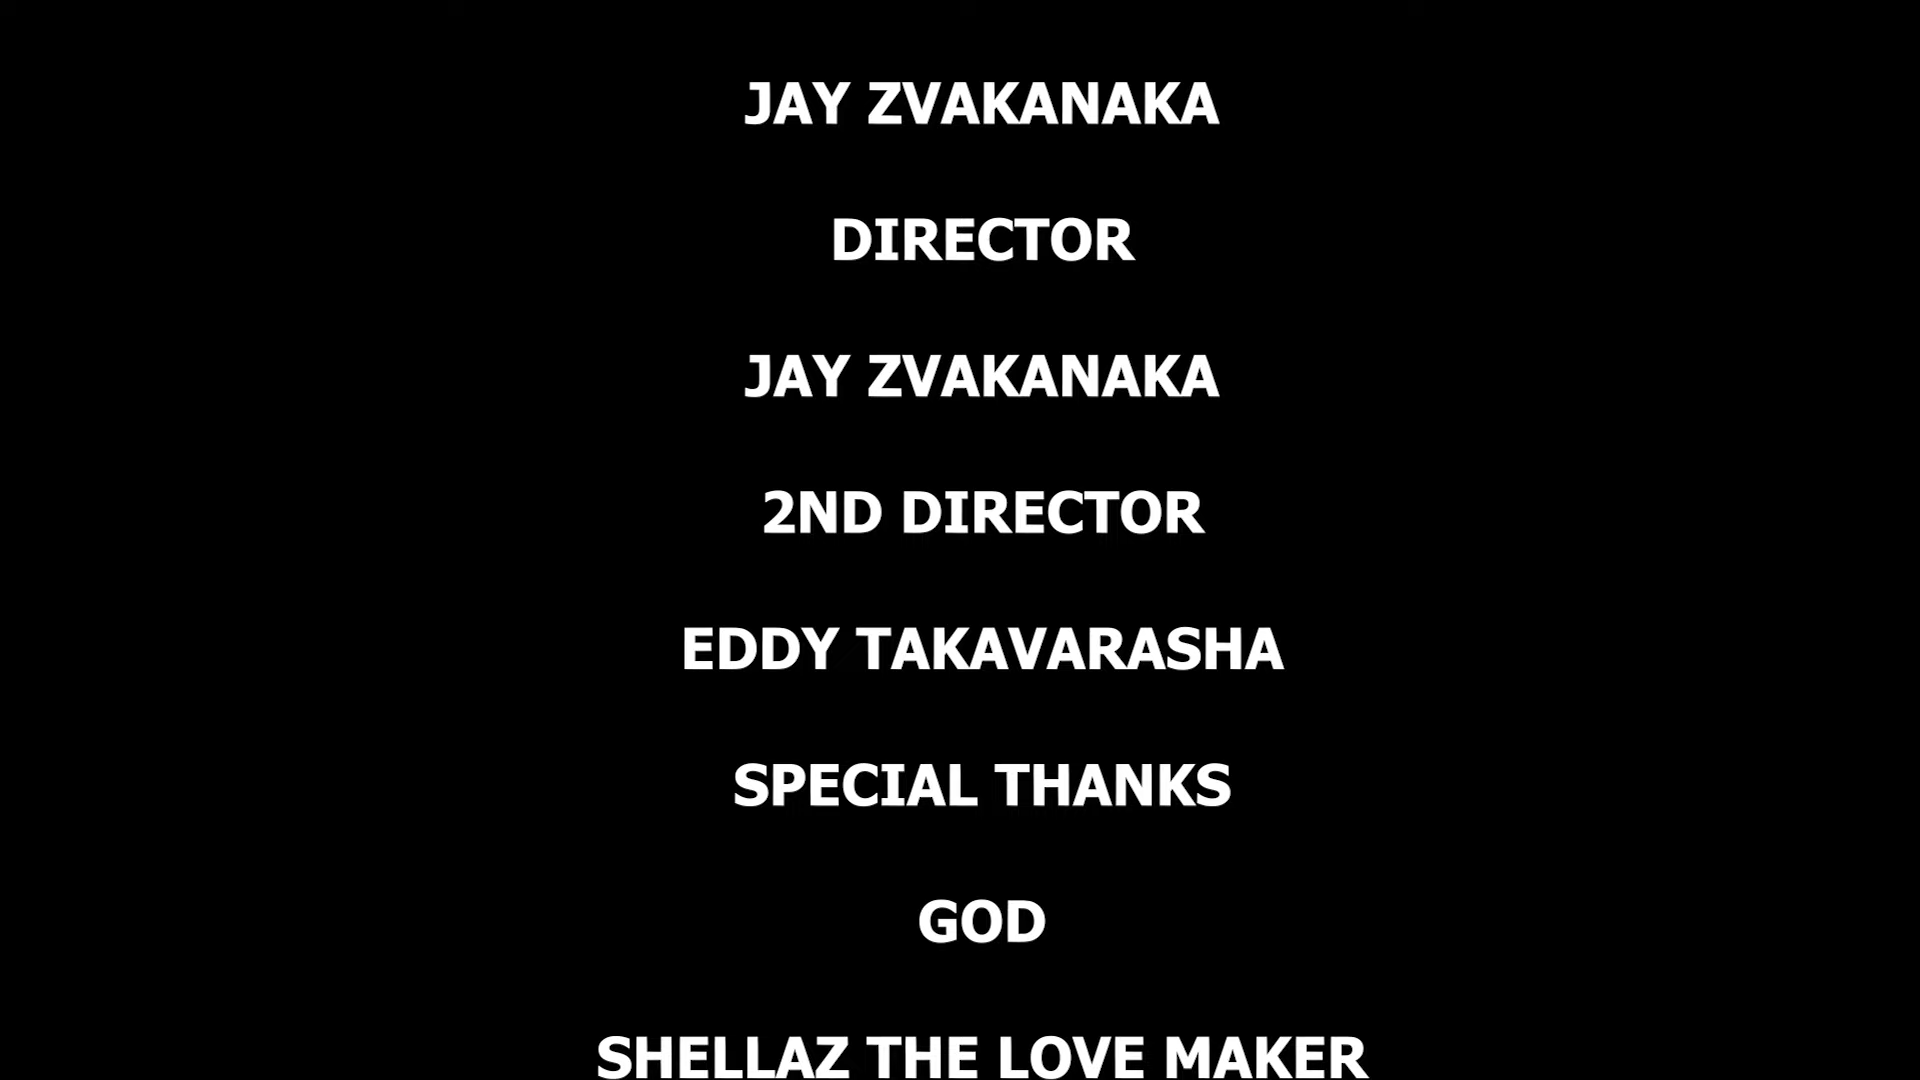 JAY ZVAKANAKA
DIRECTOR
JAY ZVAKANAKA
2ND DIRECTOR
EDDY TAKAVARASHA
SPECIAL THANKS
GOD
SHELLAZ THE LOVE MAKER